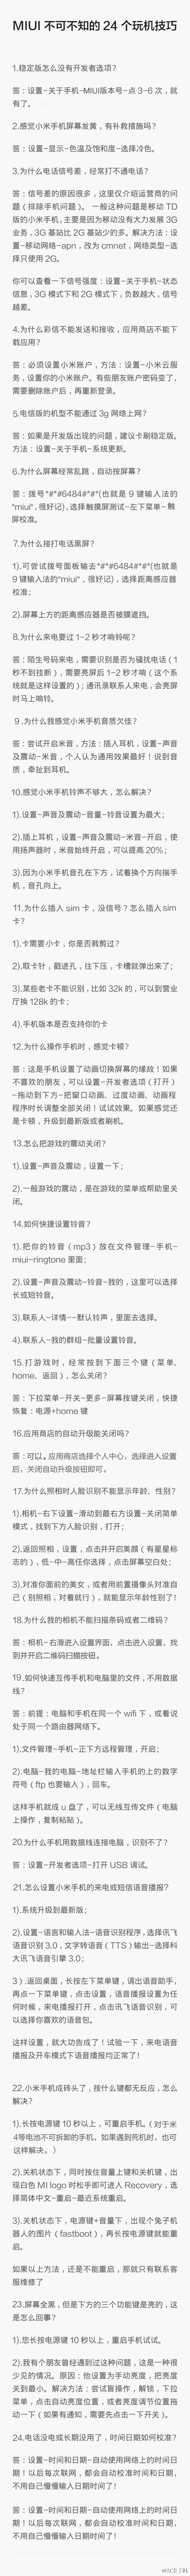 MIUI 不可不知的 24 个玩机技巧
1.稳定版怎么没有开发者选项？
答：设置-关于手机-MIUI版本号-点 3-6 次，就
有了。
2.感觉小米手机屏幕发黄，有补救措施吗？
答：设置-显示-色温及饱和度-选择冷色。
3.为什么电话信号差，经常打不通电话？
答：信号差的原因很多，这里仅介绍运营商的问
题（排除手机问题）。一般这种问题是移动 TD
版的小米手机，主要是因为移动没有大力发展 3G
业务，3G 基站比 2G 基站少的多。解决方法：设
置-移动网络-apn，改为 cmnet，网络类型-选
择只使用 2G。
你可以查看一下信号强度：设置-关于手机-状态
信息，3G 模式下和 2G 模式下，负数越大，信号
越差。
4.为什么彩信不能发送和接收，应用商店不能下
载应用？
答：必须设置小米账户，方法：设置-小米云服
务，设置你的小米账户。有些朋友账户密码变了，
需要删除账户后，再重新登录。
5.电信版的机型不能通过 3g 网络上网？
答：如果是开发版出现的问题，建议卡刷稳定版。
方法：设置-关于手机-系统更新。
6.为什么屏幕经常乱跳，自动按屏幕？
答：拨号*#*#6484#*#*(也就是 9 键输入法的
“miui”，很好记)，选择触摸屏测试-左下菜单- 触
屏校准。
7.为什么接打电话黑屏？
1).可尝试拨号面板输去*#*#6484#*#*(也就是
9 键输入法的“miui”，很好记)，选择距离感应器
校准；
2).屏幕上方的距离感应器是否被膜遮挡。
8.为什么来电要过 1-2 秒才响铃呢？
答：陌生号码来电，需要识别是否为骚扰电话（1
秒不到挂断），需要亮屏后 1-2 秒才响（这个系
统就是这样设置的）；通讯录联系人来电，会亮屏
时马上响铃。
9 .为什么我感觉小米手机音质欠佳？
答：尝试开启米音，方法：插入耳机，设置-声音
及震动-米音，个人认为通用效果最好！说到音
质，牵扯到耳机。
10.感觉小米手机铃声不够大，怎么解决？
1).设置-声音及震动-音量-铃音设置为最大；
2).插上耳机，设置-声音及震动-米音-开启，使
用扬声器时，米音始终开启，可以提高 20%；
3).因为小米手机音孔在下方，试着换个方向揣手
机，音孔向上。
11.为什么插入 sim 卡，没信号？怎么插入 sim
卡？
1).卡需要小卡，你是否裁剪过？
2).取卡针，戳进孔，往下压，卡槽就弹出来了；
3).某些老卡不能识别，比如 32k 的，可以到营业
厅换 128k 的卡；
4).手机版本是否支持你的卡
12.为什么操作手机时，感觉卡顿？
答：这是手机设置了动画切换屏幕的缘故！如果
不喜欢的朋友，可以设置-开发者选项（打开）
-拖动到下方-把窗口动画、过度动画、动画程
程序时长调整全部关闭！试试效果。如果感觉还
是卡顿，升级到最新版或者刷机。
13.怎么把游戏的震动关闭？
1).设置-声音及震动，设置一下；
2).一般游戏的震动，是在游戏的菜单或帮助里关
闭。
14.如何快捷设置铃音？
1).把你的铃音（mp3）放在文件管理-手机-
miui-ringtone 里面；
2).设置-声音及震动-铃音-我的，这里可以选择
长或短铃音。
3).联系人-详情--默认铃声，里面去选择。
4).联系人-我的群组-批量设置铃音。
15.打游戏时，经常按到下面三个键（菜单、
home、返回），怎么关闭？
答：下拉菜单-开关-更多-屏幕按键关闭，快捷
恢复：电源+home 键
16.应用商店的自动升级能关闭吗？
答：可以。应用商店选择个人中心，选择进入设置
后，关闭自动升级按钮即可。
17.为什么照相时人脸识别不能显示年龄、性别？
1).相机-右下设置-滑动到最右方设置-关闭简单
模式，找到下方人脸识别，打开；
2).返回照相，设置，点击并开启美颜（有星星标
志的），低-中-高任你选择，点击屏幕空白处；
3).对准你面前的美女，或者用前置摄像头对准自
己（别照相，对着就行），就能显示年龄性别了！
18.为什么我的相机不能扫描条码或者二维码？
答：相机-右滑进入设置界面，点击进入设置，找
到并开启二维码扫描按钮。
19 .如何快速互传手机和电脑里的文件，不用数据
线？
答：前提：电脑和手机在同一个 wifi 下，或着说
处于同一个路由器网络下。
1).文件管理-手机-正下方远程管理，开启；
2).电脑-我的电脑-地址栏输入手机的上的数字
符号（ftp 也要输入），回车。
这样手机就成 u 盘了，可以无线互传文件（电脑
上操作，复制粘贴）。
20.为什么手机用数据线连接电脑，识别不了？
答：设置-开发者选项-打开 USB 调试。
21.怎么设置小米手机的来电或短信语音播报？
1).系统升级到最新版；
2).设置-语言和输入法-语音识别程序，选择讯飞
语音识别 3.0，文字转语音（TTS）输出-选择科
大讯飞语音引擎 3.0；
3）.返回桌面，长按左下菜单键，调出语音助手，
再点一下菜单键，点击设置，语音播报设置为任
何时候，来电播报打开，点击讯飞语音识别，可
以选择你喜欢的语音包。
这样设置，就大功告成了！试验一下，来电语音
播报及开车模式下语音播报均正常了！
22.小米手机成砖头了，按什么键都无反应，怎么
解决？
1).长按电源键 10 秒以上，可重启手机。（对于米
4等电池不可拆卸的手机，如果遇到死机时，也可
这样解决。）
2).关机状态下，同时按住音量上键和关机键，出
现白色 MI logo 时松手即可进入 Recovery，选
择简体中文-重启-最近系统重启。
3).关机状态下，电源键+音量下，出现个兔子机
器人的图片（fastboot），再长按电源键就能重
启。
如果以上方法，还是不能重启，那就只有联系客
服维修了
23.屏幕全黑，但是下方的三个功能键是亮的，这
是怎么回事？
1).您长按电源键 10 秒以上，重启手机试试。
2).我有个朋友曾经遇到过这种问题，这是一种很
少见的情况。原因：他设置为手动亮度，把亮度
关到最小。解决方法：尝试盲操作，解锁，下拉
菜单，点击自动亮度位置，或者亮度调节位置拖
动一下（如果有通知，需要先点击一下开关）。
24.电话没电或长期没用了，时间日期如何校准？
答：设置-时间和日期-自动使用网络上的时间日
期！以后每次联网，都会自动校准时间和日期，
不用自己慢慢输入日期时间了！
答：设置-时间和日期-自动使用网络上的时间日
期！以后每次联网，都会自动校准时间和日期，
不用自己慢慢输入日期时间了！